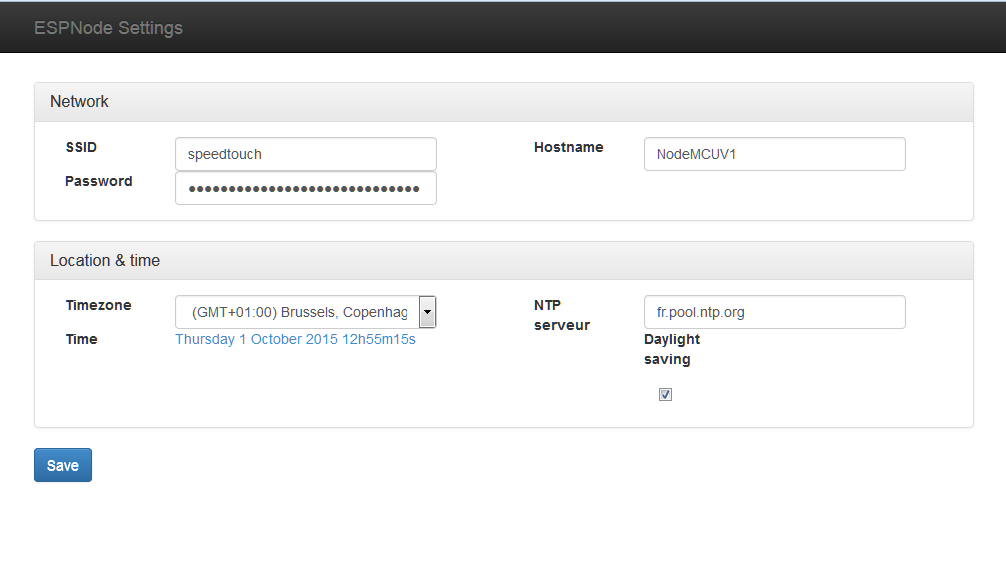 ESPNode Settings
Network
SSID
speedtouch
Hostname
NodeMCUV1
Password
●●●●●●●●●●●●●●●●●●●●●●●●●●●●●
Location & time
Timezone
(GMT+01:00) Brussels, Copenhag
NTP
serveur
fr.pool.ntp.org
Time
Thursday 1 October 2015 12h55m15s
Daylight
saving
Save